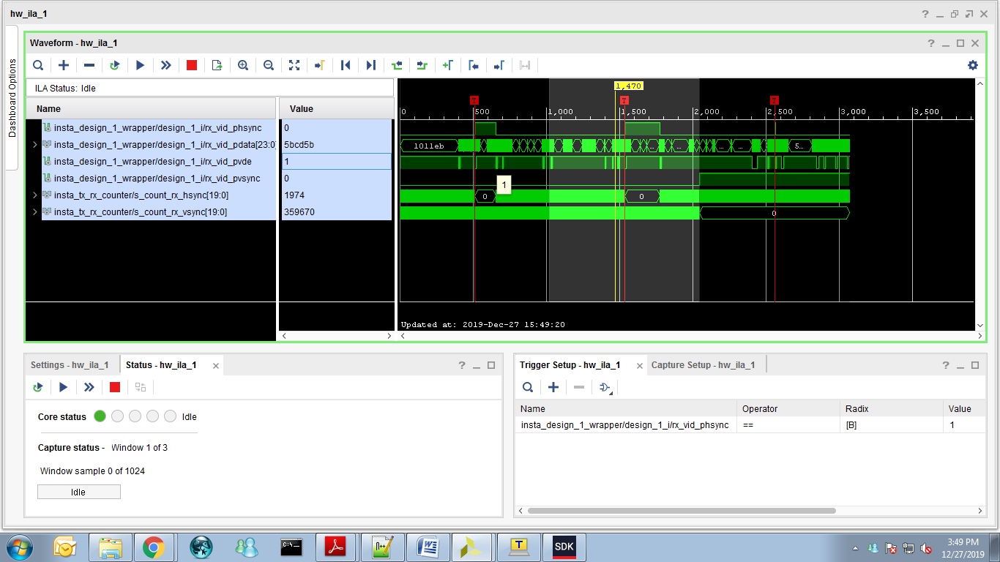 hw_ila_1
Dashboard Options
Waveform - hw_ila_1
ILA Status: Idle
Name Value
insta_design_1_wrapper/design_1_i/rx_vid_phsync 0
insta_design_1_wrapper/design_1_i/rx_vid_pdata[23:0] 5bcd5b
insta_design_1_wrapper/design_1_i/rx_vid_pvde 1
insta_design_1_wrapper/design_1_i/rx_vid_pvsync 0
insta_tx_rx_counter/s_count_rx_hsync[19:0] 1974
insta_tx_rx_counter/s_count_rx_vsync[19:0] 359670
1,470
T T T
0 500 1,000 1,500 2,000 2,500 3,000 3,500
1011eb ... ... ... ... 5...
1
0 0
0
Updated at: 2019-Dec-27 15:49:20
Settings - hw_ila_1 Status - hw_ila_1
Core status Idle
Capture status - Window 1 of 3
Window sample 0 of 1024
Idle
Trigger Setup - hw_ila_1 Capture Setup - hw_ila_1
Name Operator Radix Value
insta_design_1_wrapper/design_1_i/rx_vid_phsync == [B] 1
C:\
W
T
SDK
3:49 PM
12/27/2019